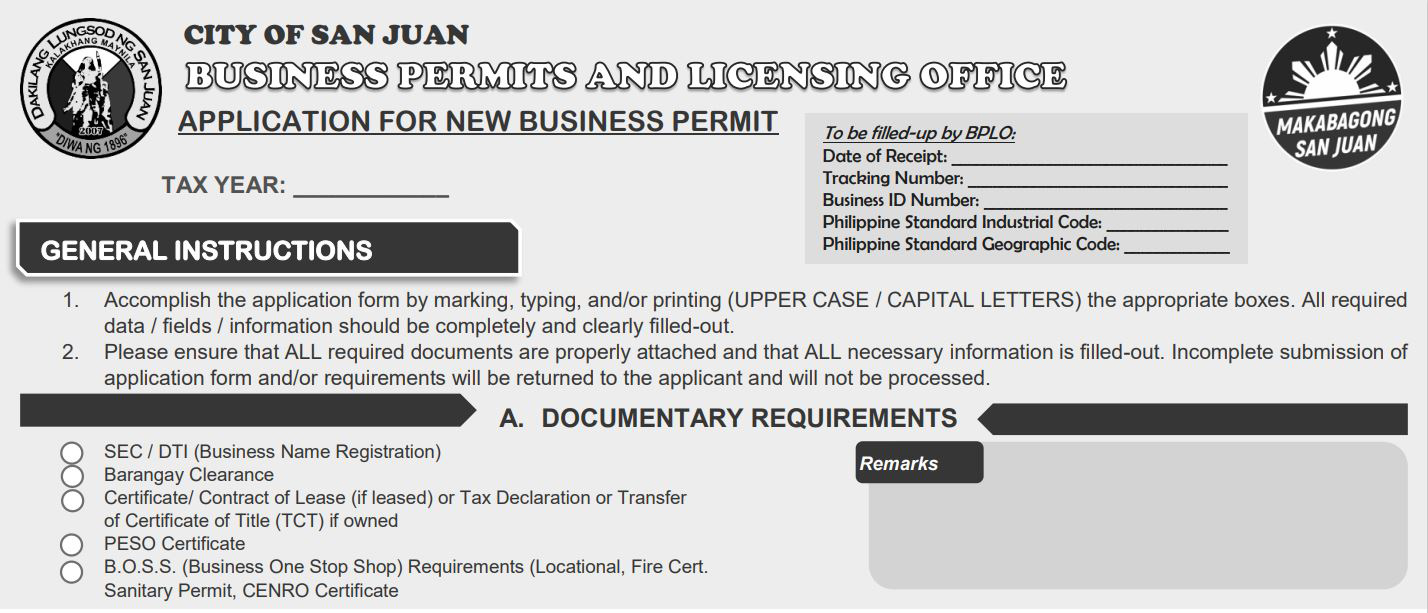 DAKILANG LUNGSOD NG SAN JUAN
KALAKHANG MAYNILA
2007
"DIWA NG 1896"
CITY OF SAN JUAN
BUSINESS PERMITS AND LICENSING OFFICE
APPLICATION FOR NEW BUSINESS PERMIT
MAKABAGONG
SAN JUAN
TAX YEAR: ____________
To be filled-up by BPLO:
Date of Receipt: ____________
Tracking Number: ____________
Business ID Number: ____________
Philippine Standard Industrial Code: ____________
Philippine Standard Geographic Code: ____________
GENERAL INSTRUCTIONS
1. Accomplish the application form by marking, typing, and/or printing (UPPER CASE / CAPITAL LETTERS) the appropriate boxes. All required
data / fields / information should be completely and clearly filled-out.
2. Please ensure that ALL required documents are properly attached and that ALL necessary information is filled-out. Incomplete submission of
application form and/or requirements will be returned to the applicant and will not be processed.
A. DOCUMENTARY REQUIREMENTS
SEC / DTI (Business Name Registration)
Barangay Clearance
Certificate/ Contract of Lease (if leased) or Tax Declaration or Transfer
of Certificate of Title (TCT) if owned
PESO Certificate
B.O.S.S. (Business One Stop Shop) Requirements (Locational, Fire Cert.
Sanitary Permit, CENRO Certificate
Remarks